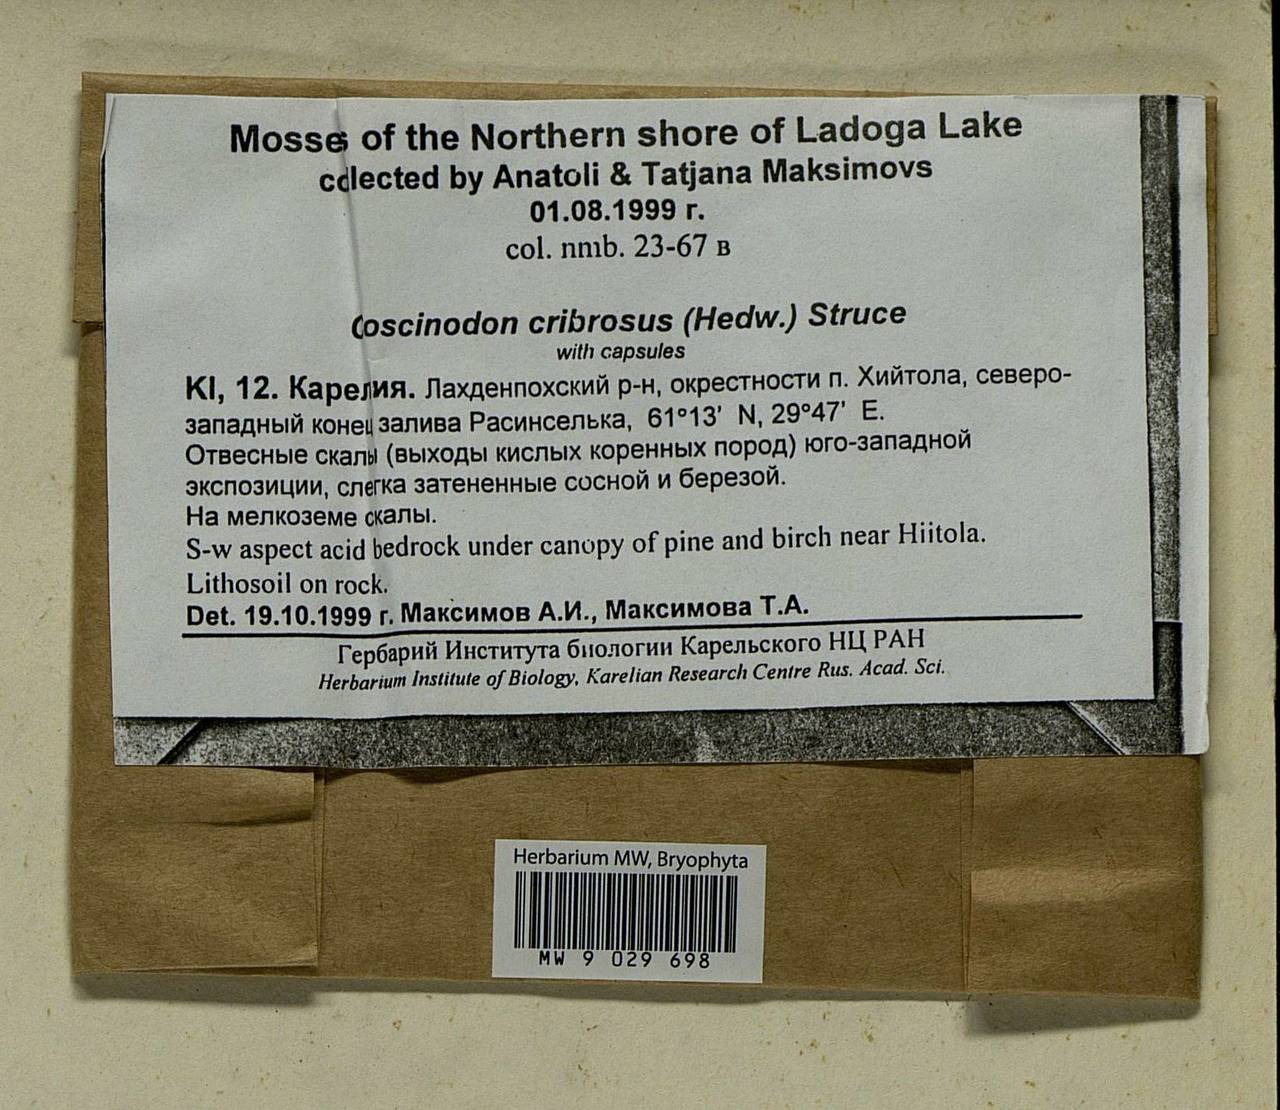 Mosses of the Northern shore of Ladoga Lake
collected by Anatoli & Tatjana Maksimovs
01.08.1999 г.
col. nmb. 23-67 в
Coscinodon cribrosus (Hedw.) Struce
with capsules
Kl, 12. Карелия. Лахденпохский р-н, окрестности п. Хийтола, северо-
западный конец залива Расинселька, 61°13' N, 29°47' E.
Отвесные скалы (выходы кислых коренных пород) юго-западной
экспозиции, слегка затененные сосной и березой.
На мелкоземе скалы.
S-w aspect acid bedrock under canopy of pine and birch near Hiitola.
Lithosoil on rock.
Det. 19.10.1999 г. Максимов А.И., Максимова Т.А.
Гербарий Института биологии Карельского НЦ РАН
Herbarium Institute of Biology, Karelian Research Centre Rus. Acad. Sci.
Herbarium MW, Bryophyta
MW 9 029 698